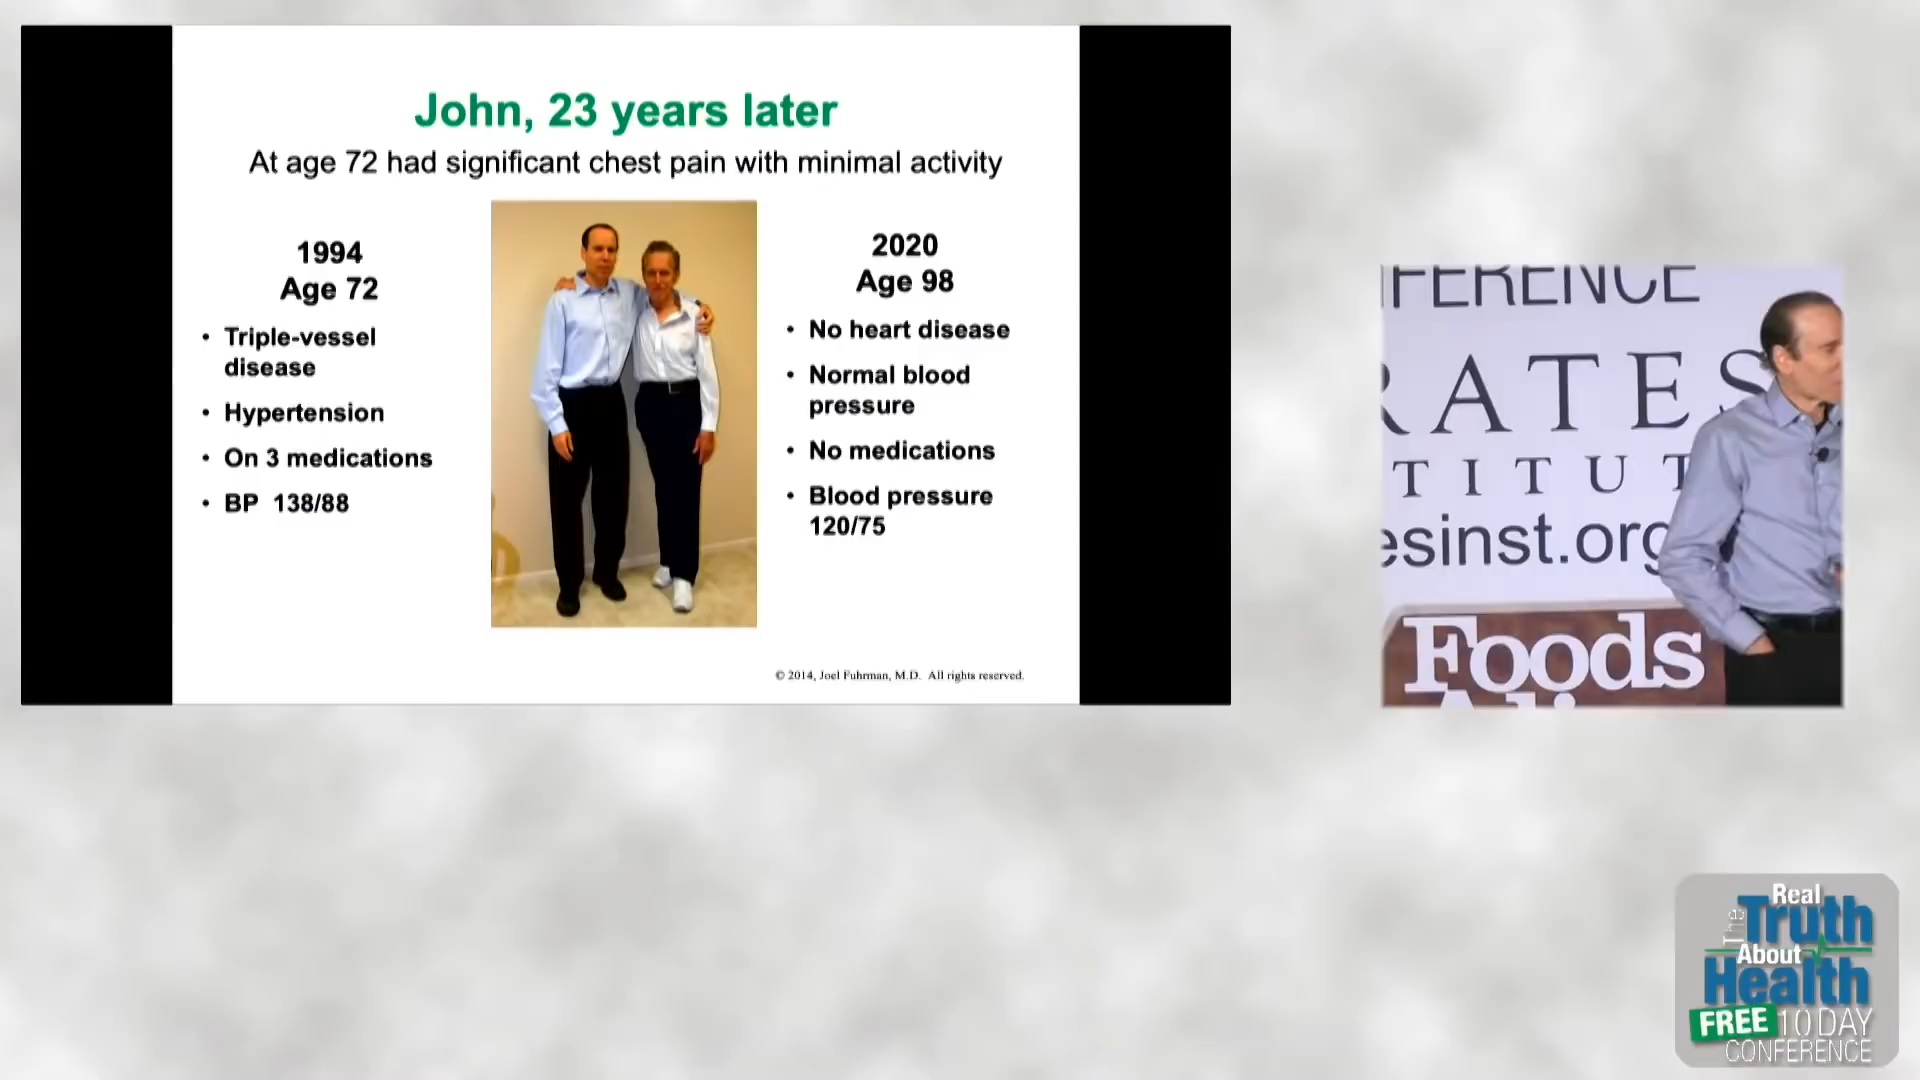 John, 23 years later
At age 72 had significant chest pain with minimal activity
1994
Age 72
• Triple-vessel
disease
• Hypertension
• On 3 medications
• BP 138/88
2020
Age 98
• No heart disease
• Normal blood
pressure
• No medications
• Blood pressure
120/75
© 2014, Joel Fuhrman, M.D. All rights reserved.
FERENCE
RATES
TITUT
esinst.org
Foods
The Real
Truth
About
Health
FREE 10 DAY
CONFERENCE